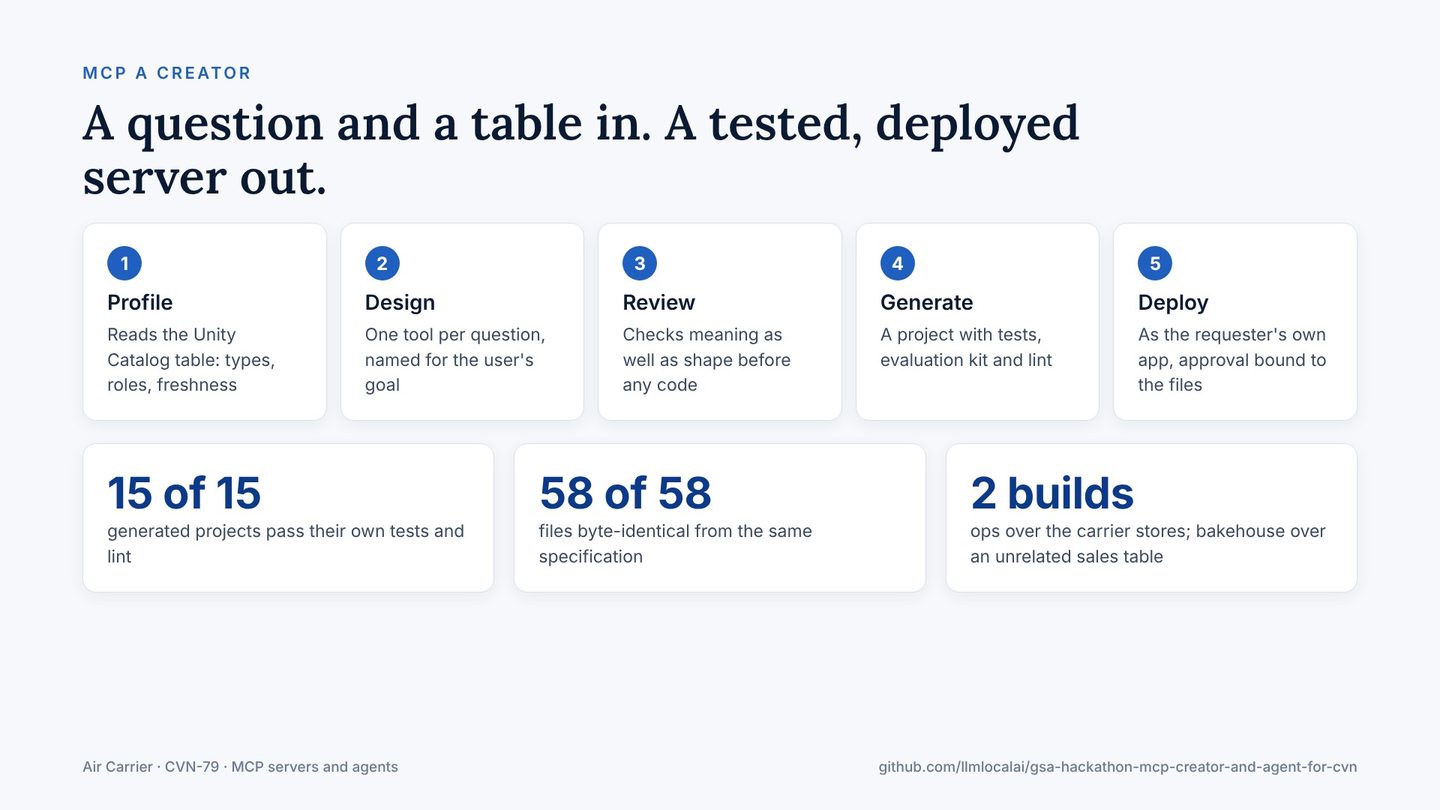 MCP A CREATOR
A question and a table in. A tested, deployed
server out.
1
Profile
Reads the Unity
Catalog table: types,
roles, freshness
2
Design
One tool per question,
named for the user's
goal
3
Review
Checks meaning as
well as shape before
any code
4
Generate
A project with tests,
evaluation kit and lint
5
Deploy
As the requester's own
app, approval bound to
the files
15 of 15
generated projects pass their own tests and
lint
58 of 58
files byte-identical from the same
specification
2 builds
ops over the carrier stores; bakehouse over
an unrelated sales table
Air Carrier · CVN-79 · MCP servers and agents
github.com/llmlocalai/gsa-hackathon-mcp-creator-and-agent-for-cvn